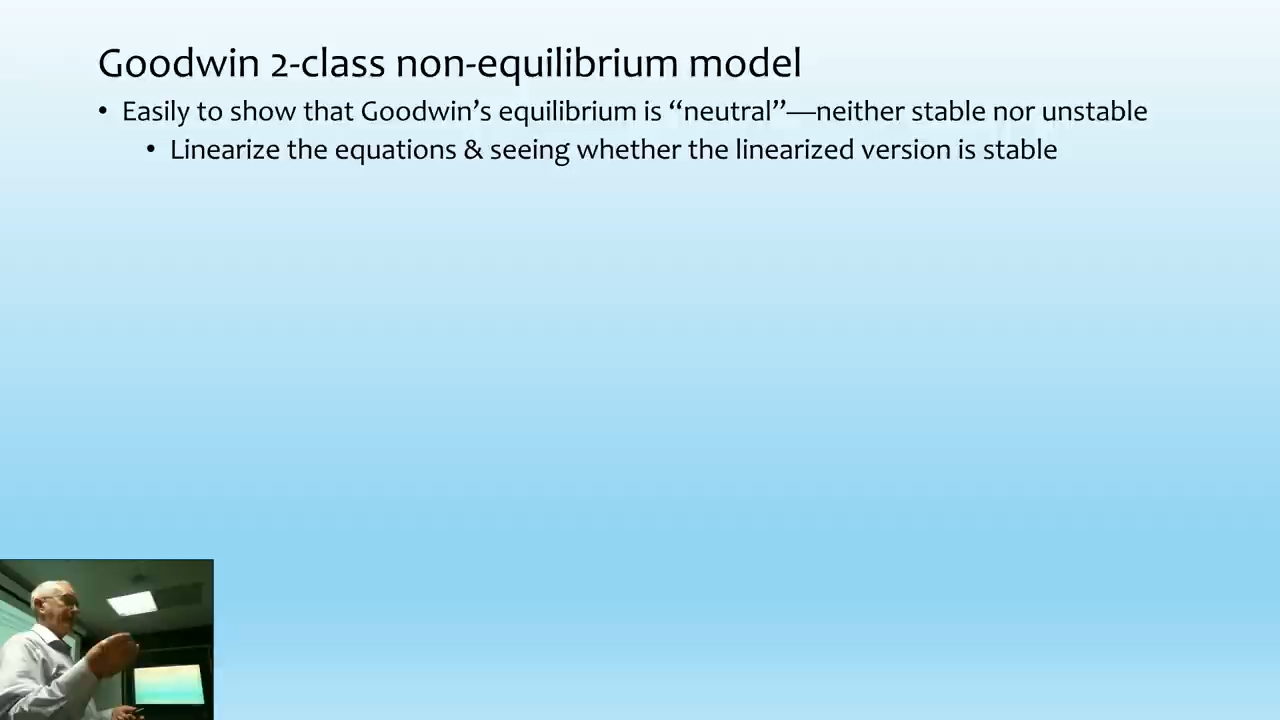 Goodwin 2-class non-equilibrium model
• Easily to show that Goodwin’s equilibrium is “neutral”—neither stable nor unstable
• Linearize the equations & seeing whether the linearized version is stable